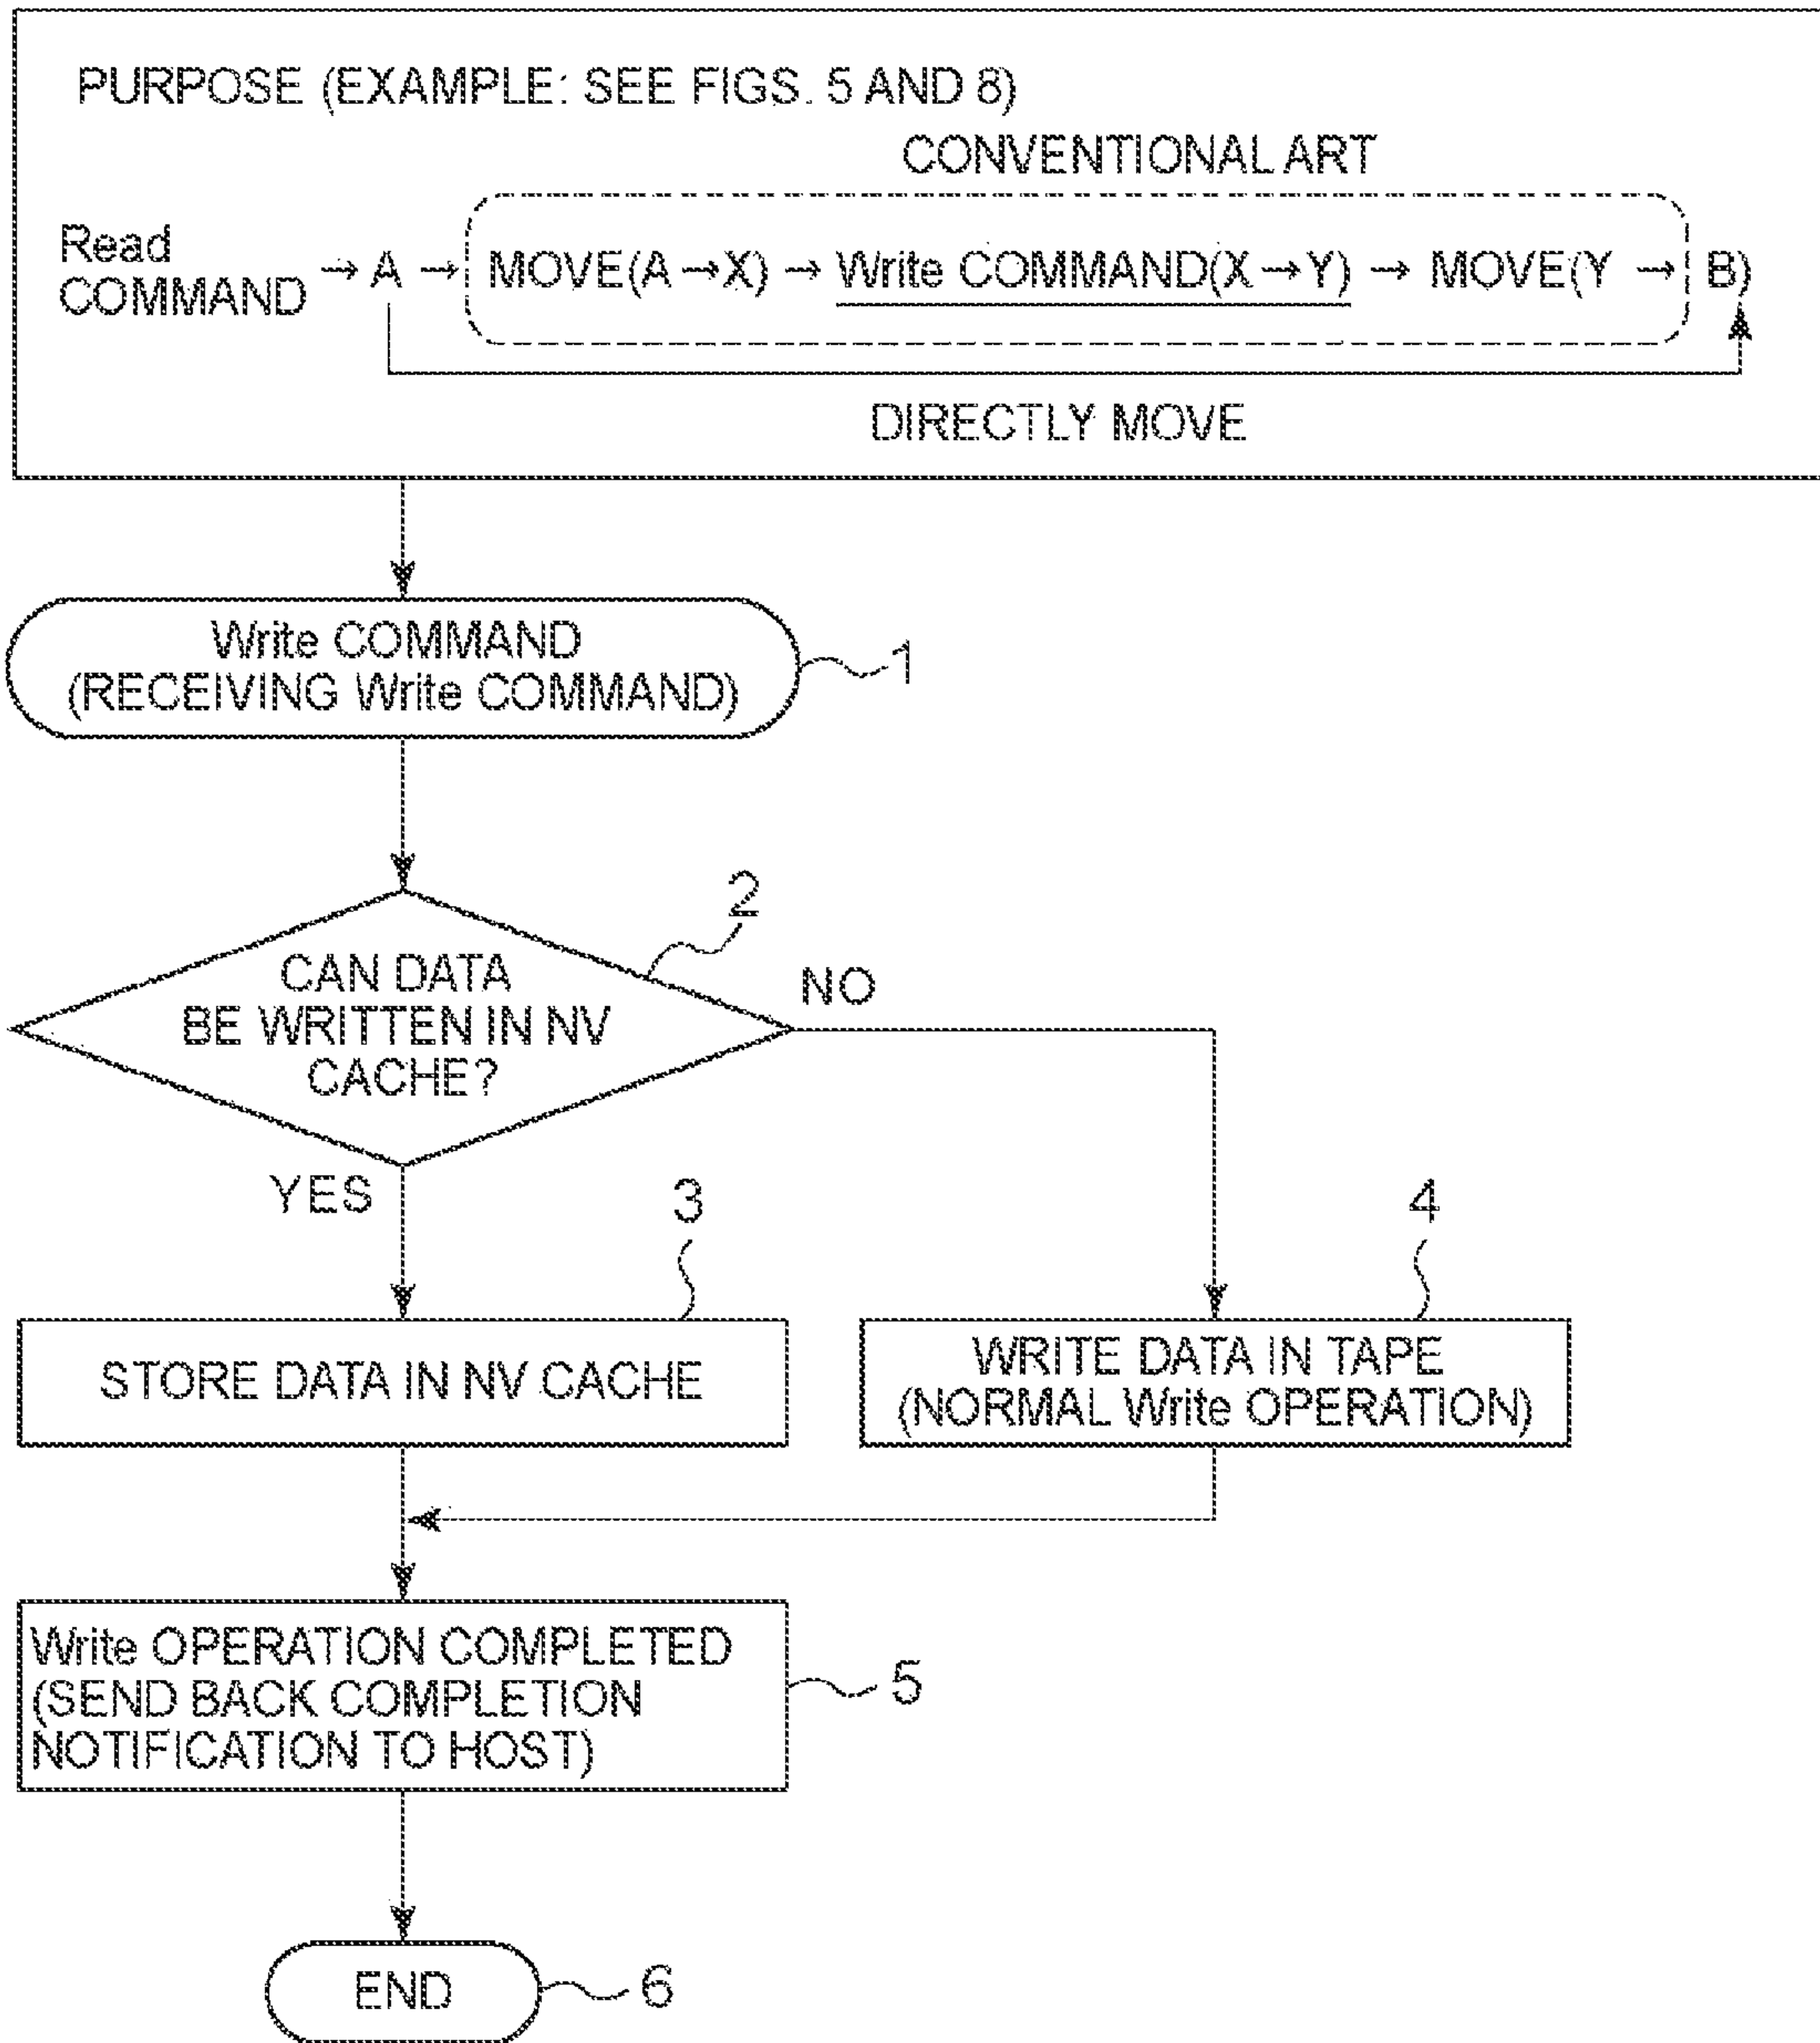 PURPOSE (EXAMPLE: SEE FIGS. 5 AND 8)
CONVENTIONAL ART
Read
COMMAND → A → MOVE(A→X) → Write COMMAND(X→Y) → MOVE(Y → B)
DIRECTLY MOVE
Write COMMAND
(RECEIVING Write COMMAND)
1
2
CAN DATA
BE WRITTEN IN NV
CACHE?
NO
YES
3
4
STORE DATA IN NV CACHE
WRITE DATA IN TAPE
(NORMAL Write OPERATION)
Write OPERATION COMPLETED
(SEND BACK COMPLETION
NOTIFICATION TO HOST)
5
END
6